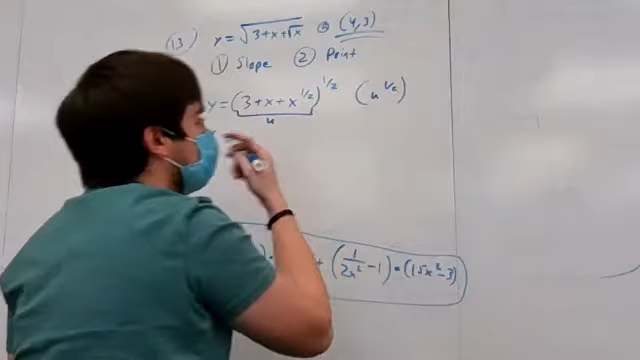 13) y = √(3+x+√x) @ (4,3)
① Slope ② Point
y = (3+x+x^1/2)^1/2 (u^1/2)
u
+ (1/2x² -1) • (15x² -3)